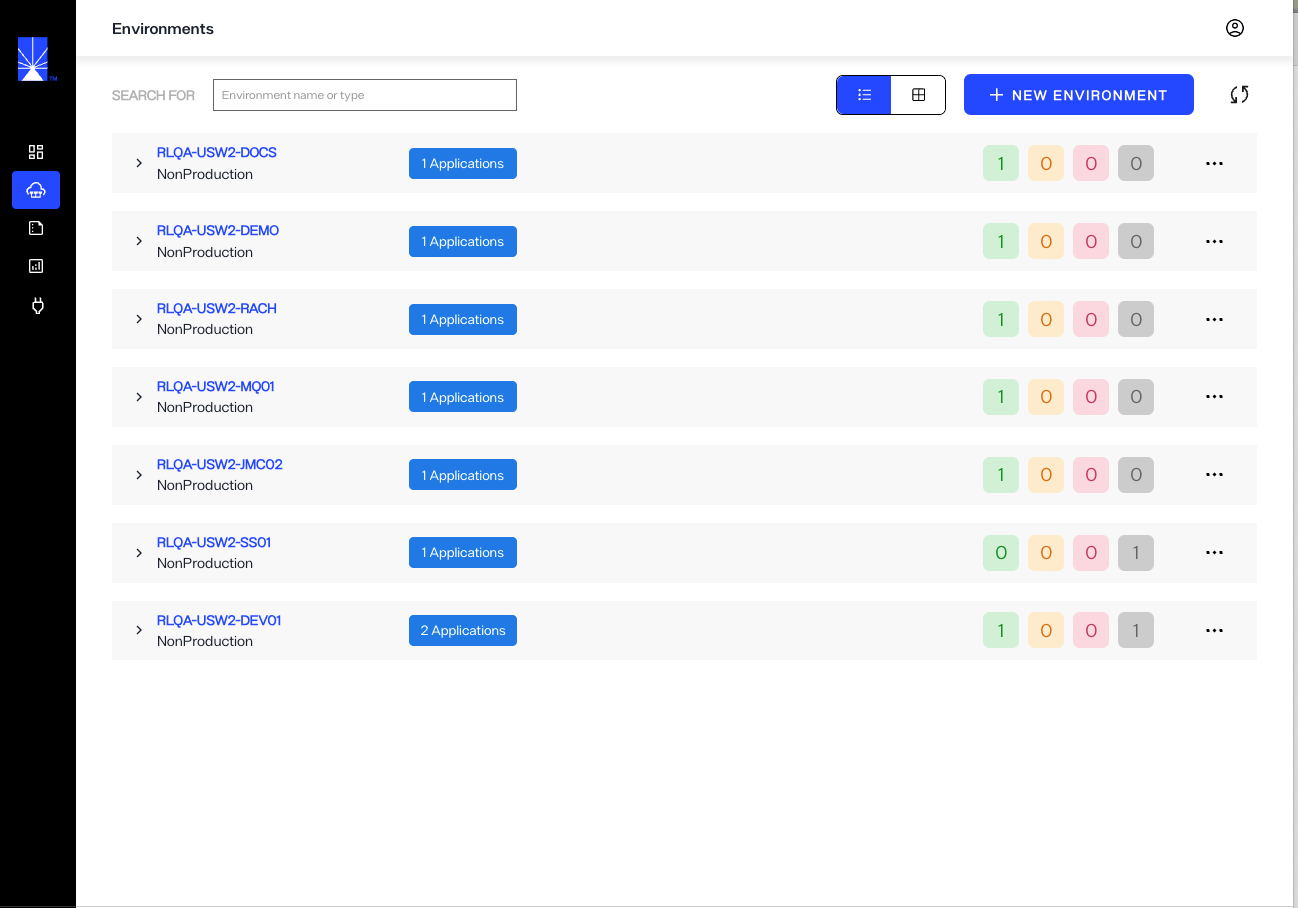 Environments
TM
SEARCH FOR
Environment name or type
NEW ENVIRONMENT
RLQA-USW2-DOCS
NonProduction
1 Applications
1 0 0 0
RLQA-USW2-DEMO
NonProduction
1 Applications
1 0 0 0
RLQA-USW2-RACH
NonProduction
1 Applications
1 0 0 0
RLQA-USW2-MQ01
NonProduction
1 Applications
1 0 0 0
RLQA-USW2-JMC02
NonProduction
1 Applications
1 0 0 0
RLQA-USW2-SS01
NonProduction
1 Applications
0 0 0 1
RLQA-USW2-DEV01
NonProduction
2 Applications
1 0 0 1